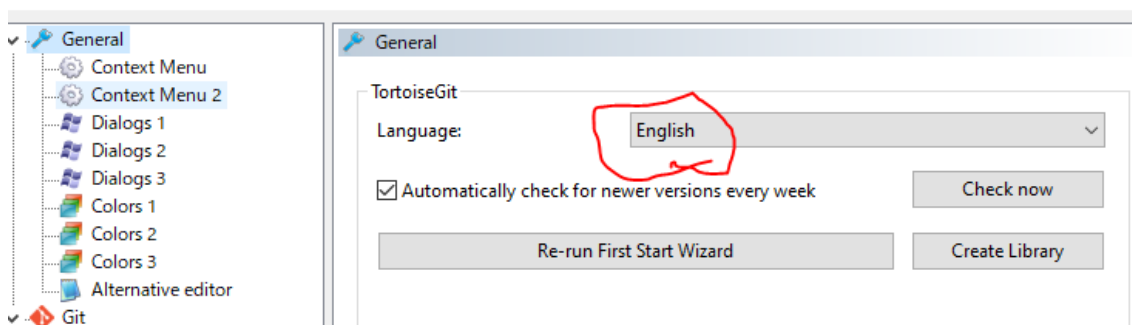 General
Context Menu
Context Menu 2
Dialogs 1
Dialogs 2
Dialogs 3
Colors 1
Colors 2
Colors 3
Alternative editor
Git
General
TortoiseGit
Language:
English
Automatically check for newer versions every week
Check now
Re-run First Start Wizard
Create Library